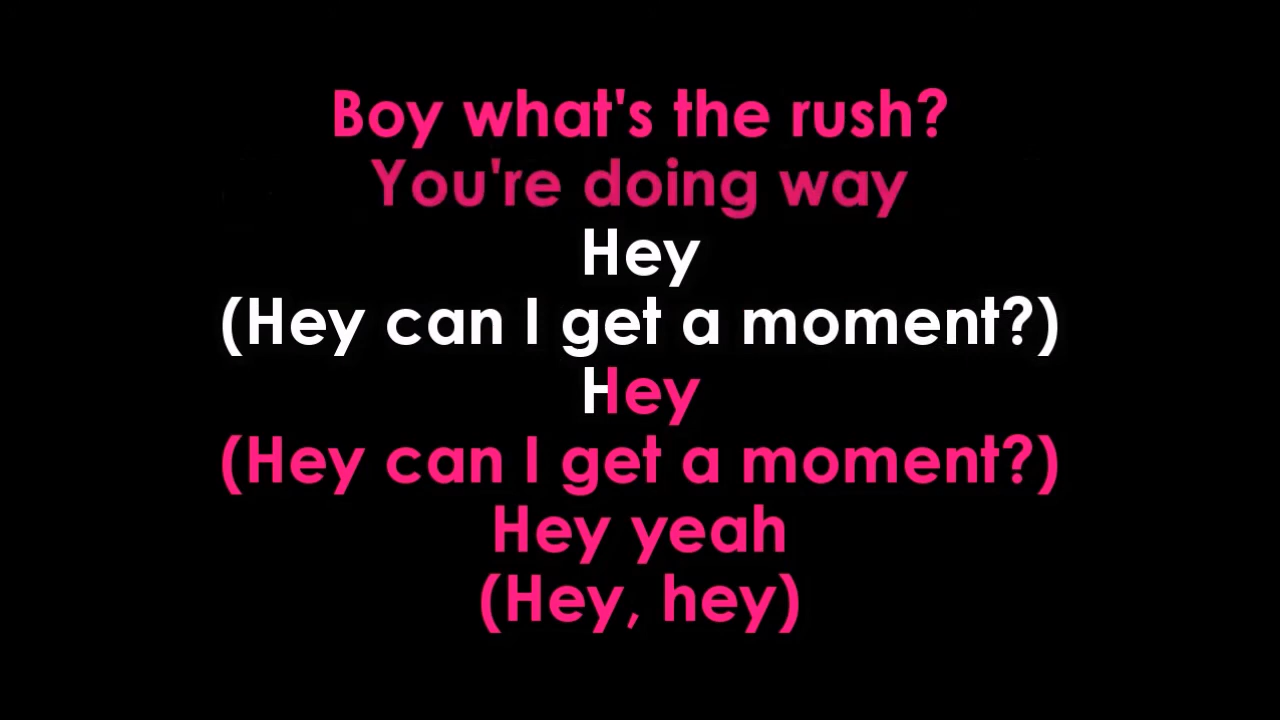 Boy what's the rush?
You're doing way
Hey
(Hey can I get a moment?)
Hey
(Hey can I get a moment?)
Hey yeah
(Hey, hey)